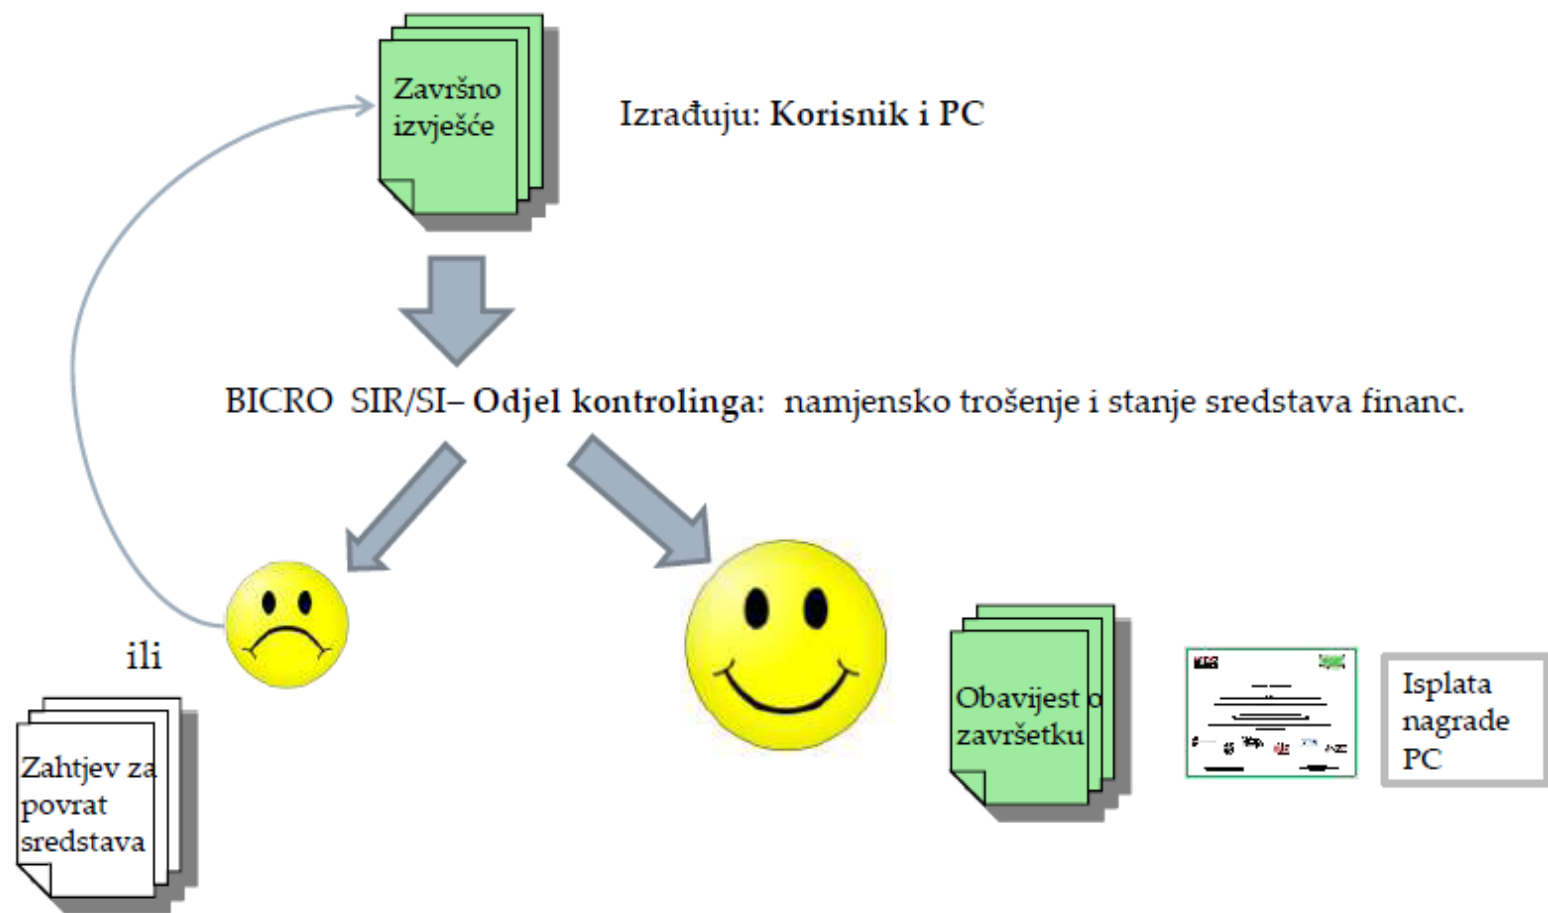 Završno
izvješće
Izrađuju: Korisnik i PC
BICRO SIR/SI– Odjel kontrolinga: namjensko trošenje i stanje sredstava financ.
ili
Zahtjev za
povrat
sredstava
Obavijest o
završetku
Isplata
nagrade
PC